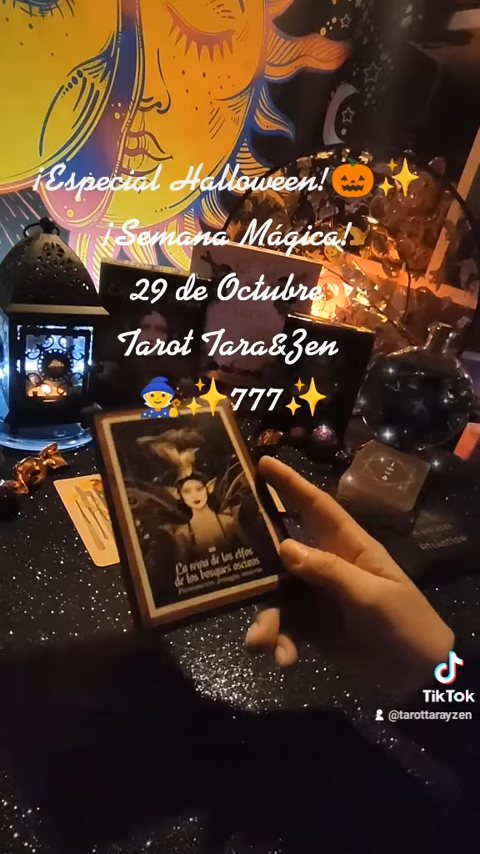 ¡Especial Halloween!🎃✨
¡Semana Mágica!
29 de Octubre
Tarot Tara&Zen
🧙✨777✨
La reina de los elfos
de los bosques oscuros
TikTok
@tarottarayzen